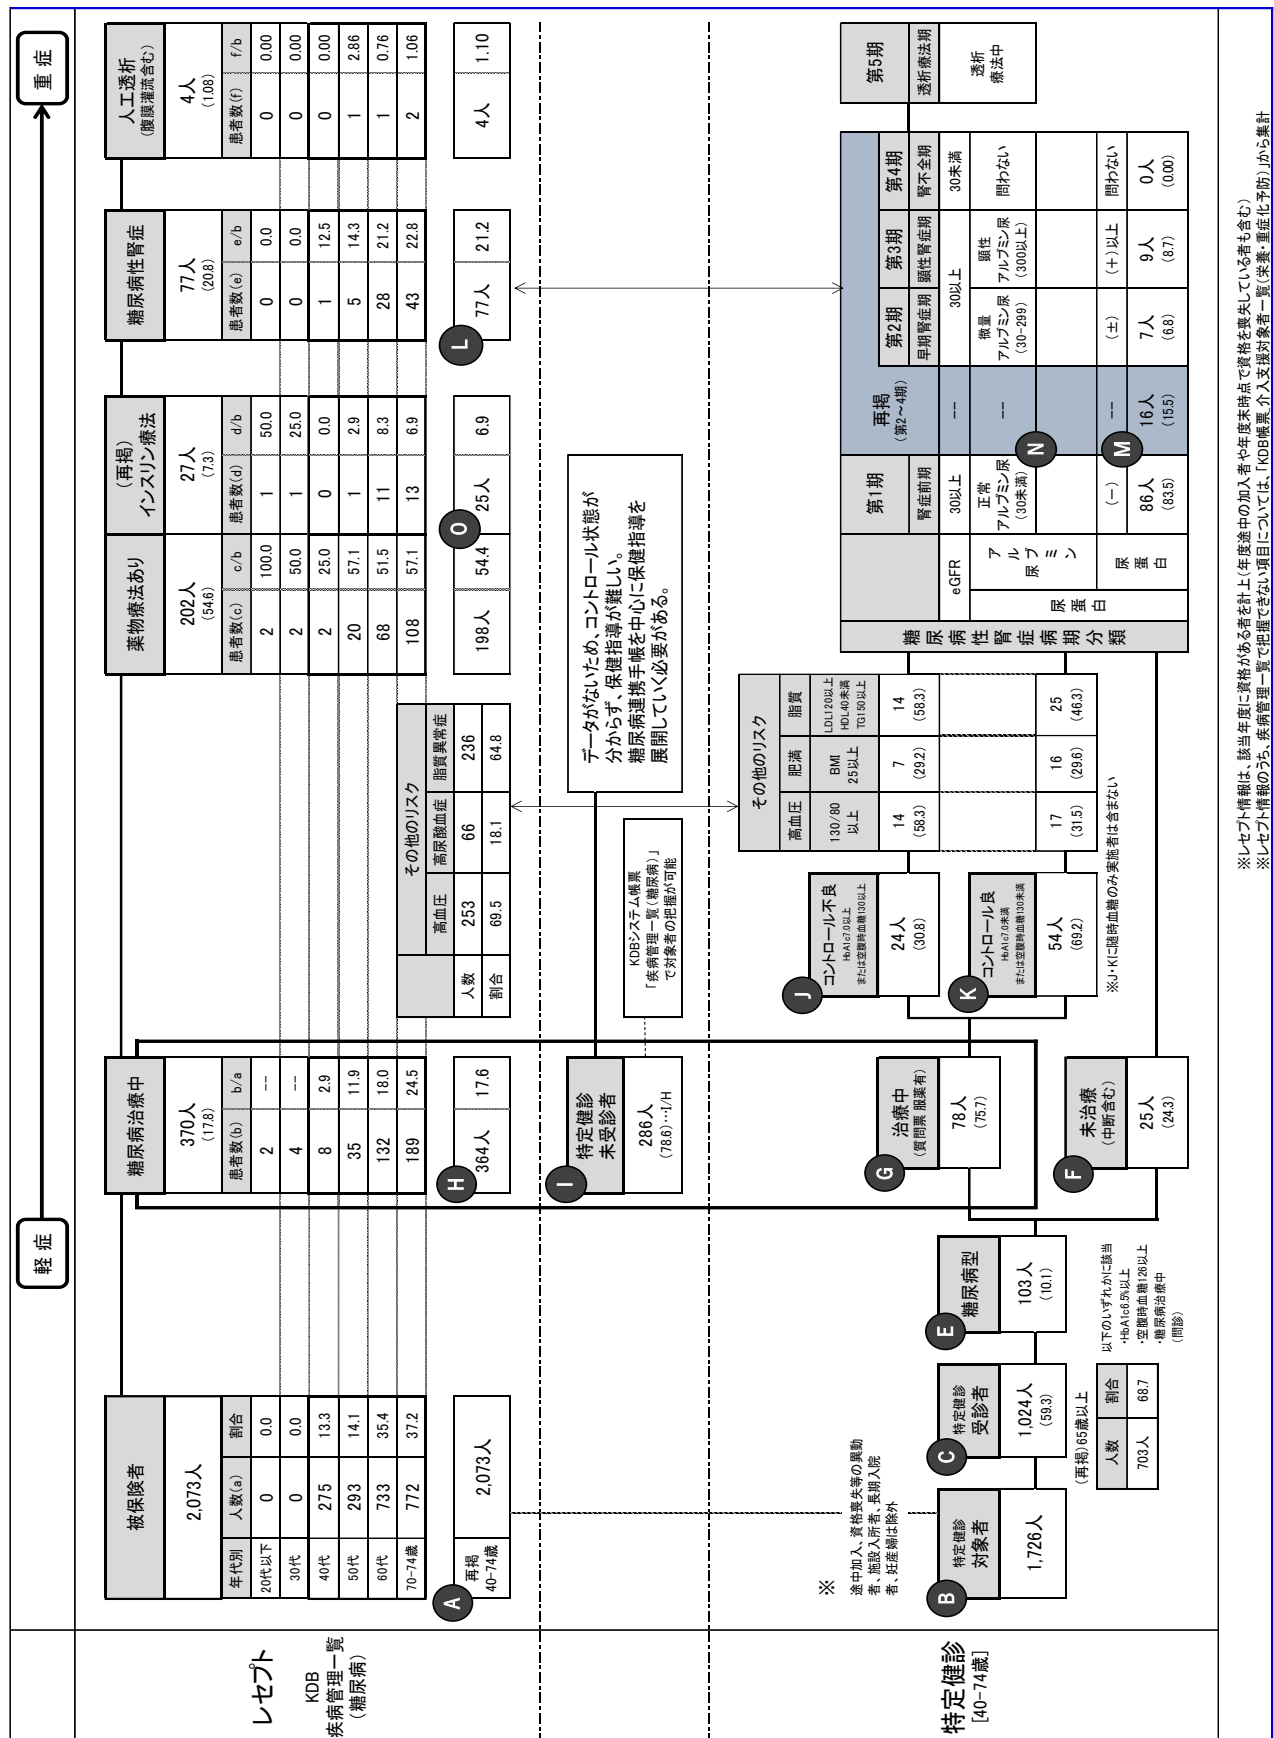 軽症
重症
レセプト
KDB
疾病管理一覧
（糖尿病）
被保険者
2,073人
年代別 人数(a) 割合
20代以下 0 0.0
30代 0 0.0
40代 275 13.3
50代 293 14.1
60代 733 35.4
70-74歳 772 37.2
A
再掲
40-74歳
2,073人
糖尿病治療中
370人
(17.8)
患者数(b) b/a
2 --
4 --
8 2.9
35 11.9
132 18.0
189 24.5
H
364人 17.6
その他のリスク
高血圧 高尿酸血症 脂質異常症
人数 253 66 236
割合 69.5 18.1 64.8
薬物療法あり
202人
(54.6)
患者数(c) c/b
2 100.0
2 50.0
2 25.0
20 57.1
68 51.5
108 57.1
198人 54.4
（再掲）
インスリン療法
27人
(7.3)
患者数(d) d/b
1 50.0
1 25.0
0 0.0
1 2.9
11 8.3
13 6.9
O
25人 6.9
糖尿病性腎症
77人
(20.8)
患者数(e) e/b
0 0.0
0 0.0
1 12.5
5 14.3
28 21.2
43 22.8
L
77人 21.2
人工透析
（腹膜灌流含む）
4人
(1.08)
患者数(f) f/b
0 0.00
0 0.00
0 0.00
1 2.86
1 0.76
2 1.06
4人 1.10
I
特定健診
未受診者
286人
(78.6)…I/H
KDBシステム帳票
「疾病管理一覧（糖尿病）」
で対象者の把握が可能
データがないため、コントロール状態が
分からず、保健指導が難しい。
糖尿病連携手帳を中心に保健指導を
展開していく必要がある。
特定健診
[40-74歳]
※
途中加入、資格喪失等の異動
者、施設入所者、長期入院
者、妊産婦は除外
B
特定健診
対象者
1,726人
C
特定健診
受診者
1,024人
(59.3)
（再掲）65歳以上
人数 割合
703人 68.7
E
糖尿病型
103人
(10.1)
以下のいずれかに該当
・HbA1c6.5%以上
・空腹時血糖126以上
・糖尿病治療中
（問診）
G
治療中
（質問票 服薬有）
78人
(75.7)
F
未治療
（中断含む）
25人
(24.3)
J
コントロール不良
HbA1c7.0以上
または空腹時血糖130以上
24人
(30.8)
K
コントロール良
HbA1c7.0未満
または空腹時血糖130未満
54人
(69.2)
※J・Kに随時血糖のみ実施者は含まない
その他のリスク
高血圧 肥満 脂質
130/80
以上
BMI
25以上
LDL120以上
HDL40未満
TG150以上
14
(58.3)
7
(29.2)
14
(58.3)
17
(31.5)
16
(29.6)
25
(46.3)
糖尿病性腎症病期分類
第1期
腎症前期
再掲
（第2～4期）
第2期
早期腎症期
第3期
顕性腎症期
第4期
腎不全期
第5期
透析療法期
eGFR 30以上 -- 30以上 30未満
尿蛋白
尿アルブミン
正常
アルブミン尿
（30未満）
--
微量
アルブミン尿
（30-299）
顕性
アルブミン尿
（300以上）
問わない
透析
療法中
N
尿蛋白 （－） -- （±） （＋）以上 問わない
M
86人
(83.5)
16人
(15.5)
7人
(6.8)
9人
(8.7)
0人
(0.00)
※レセプト情報は、該当年度に資格がある者を計上（年度途中の加入者や年度末時点で資格を喪失している者も含む）
※レセプト情報のうち、疾病管理一覧で把握できない項目については、「KDB帳票_介入支援対象者一覧（栄養・重症化予防）」から集計